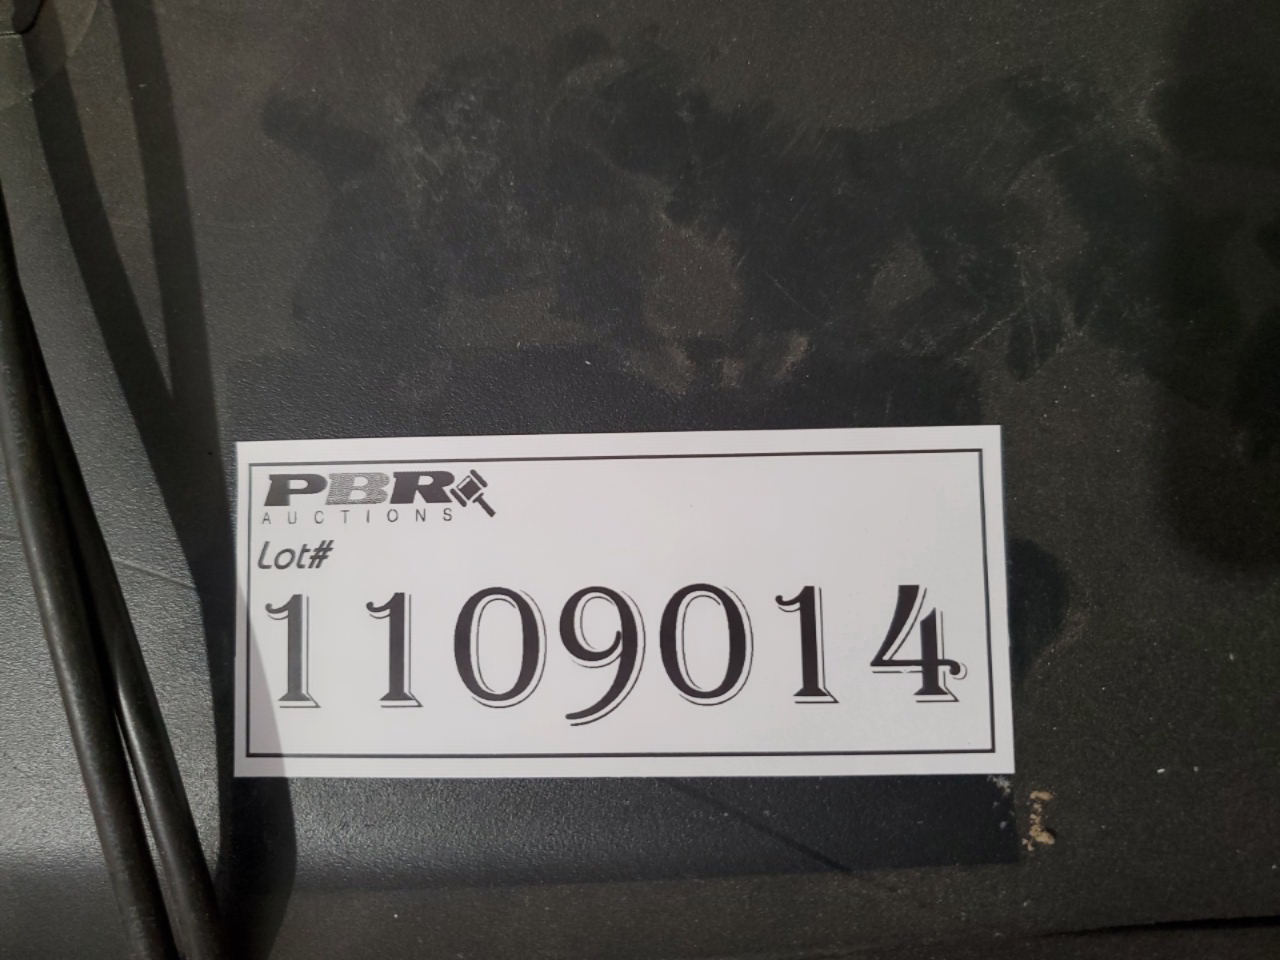 PBR
AUCTIONS
Lot#
1109014